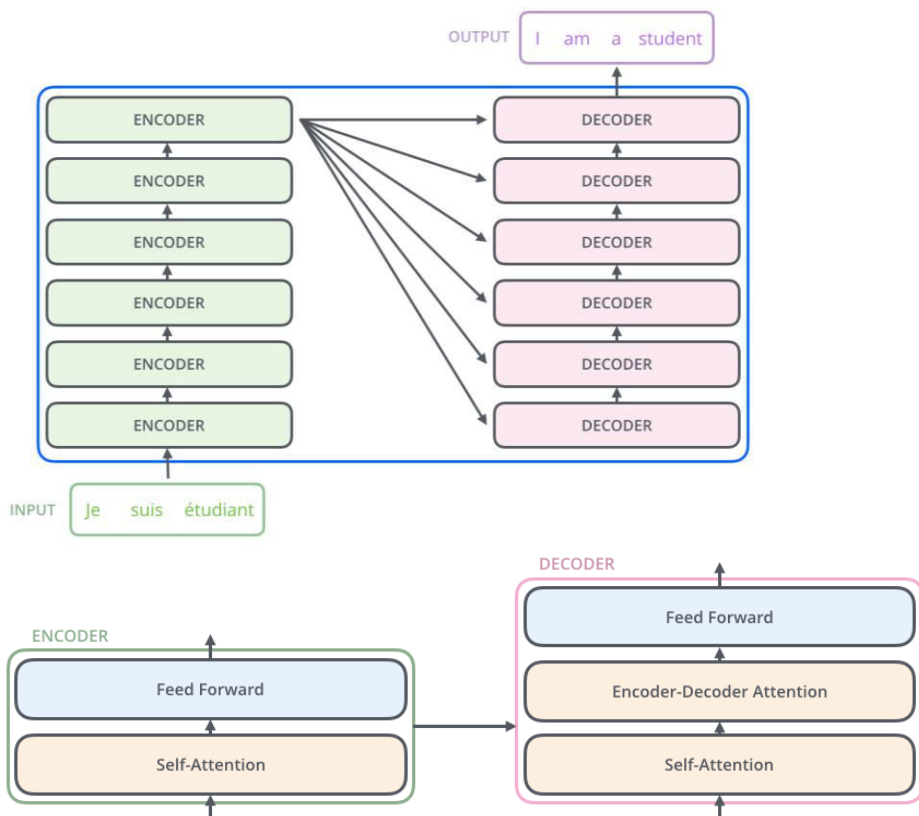 OUTPUT I am a student
ENCODER DECODER
ENCODER DECODER
ENCODER DECODER
ENCODER DECODER
ENCODER DECODER
ENCODER DECODER
INPUT Je suis étudiant
DECODER
Feed Forward
ENCODER
Feed Forward Encoder-Decoder Attention
Self-Attention Self-Attention